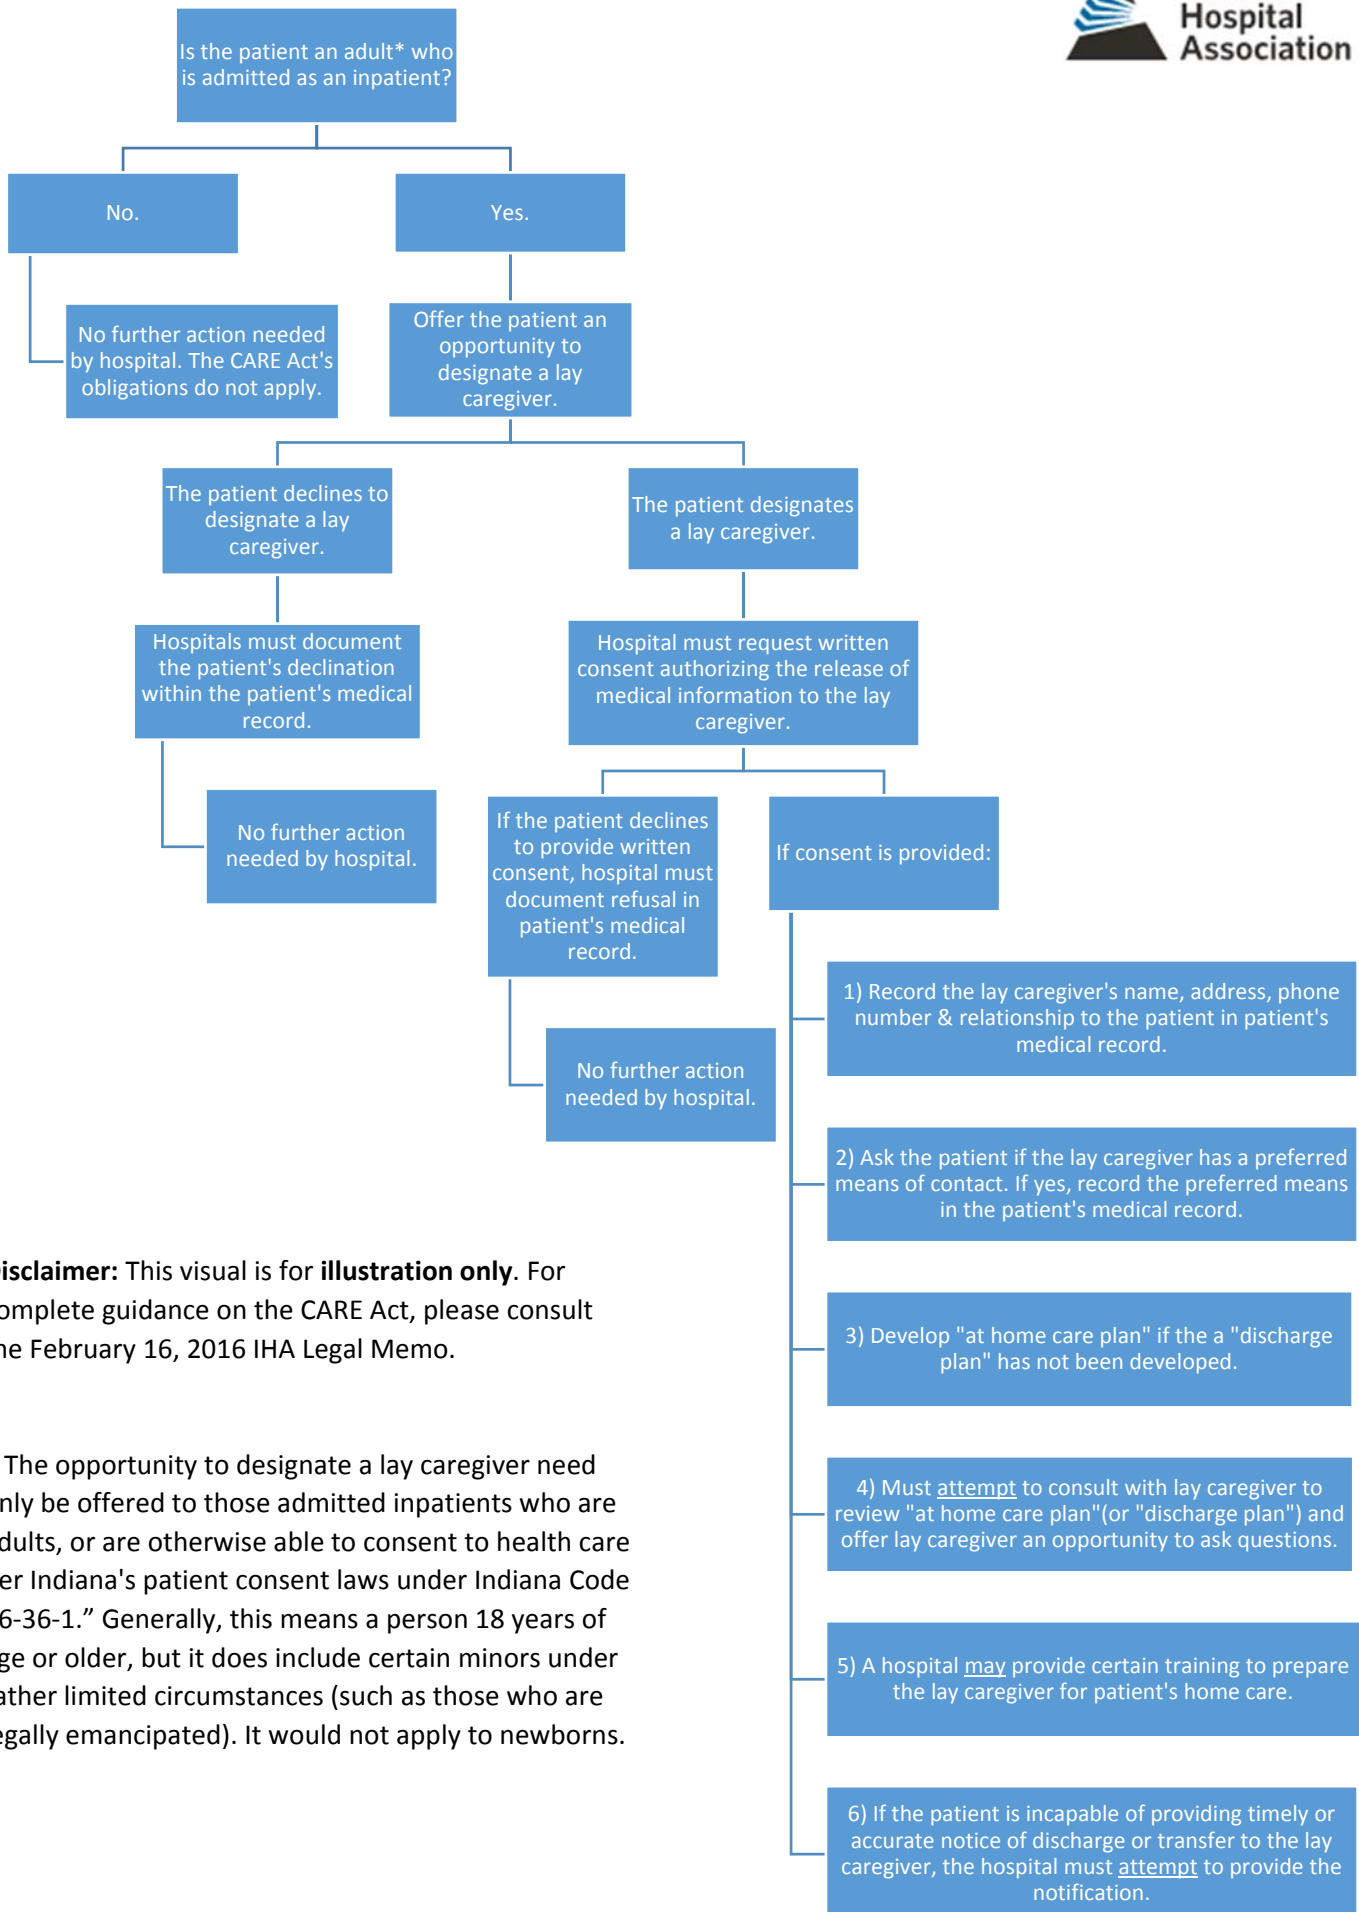 Hospital
Association
Is the patient an adult* who
is admitted as an inpatient?
No.
Yes.
No further action needed
by hospital. The CARE Act's
obligations do not apply.
Offer the patient an
opportunity to
designate a lay
caregiver.
The patient declines to
designate a lay
caregiver.
The patient designates
a lay caregiver.
Hospitals must document
the patient's declination
within the patient's medical
record.
Hospital must request written
consent authorizing the release of
medical information to the lay
caregiver.
No further action
needed by hospital.
If the patient declines
to provide written
consent, hospital must
document refusal in
patient's medical
record.
If consent is provided:
No further action
needed by hospital.
1) Record the lay caregiver's name, address, phone
number & relationship to the patient in patient's
medical record.
2) Ask the patient if the lay caregiver has a preferred
means of contact. If yes, record the preferred means
in the patient's medical record.
3) Develop "at home care plan" if the a "discharge
plan" has not been developed.
4) Must attempt to consult with lay caregiver to
review "at home care plan"(or "discharge plan") and
offer lay caregiver an opportunity to ask questions.
5) A hospital may provide certain training to prepare
the lay caregiver for patient's home care.
6) If the patient is incapable of providing timely or
accurate notice of discharge or transfer to the lay
caregiver, the hospital must attempt to provide the
notification.
isclaimer: This visual is for illustration only. For
omplete guidance on the CARE Act, please consult
he February 16, 2016 IHA Legal Memo.
The opportunity to designate a lay caregiver need
nly be offered to those admitted inpatients who are
dults, or are otherwise able to consent to health care
er Indiana's patient consent laws under Indiana Code
6-36-1.” Generally, this means a person 18 years of
ge or older, but it does include certain minors under
ather limited circumstances (such as those who are
egally emancipated). It would not apply to newborns.